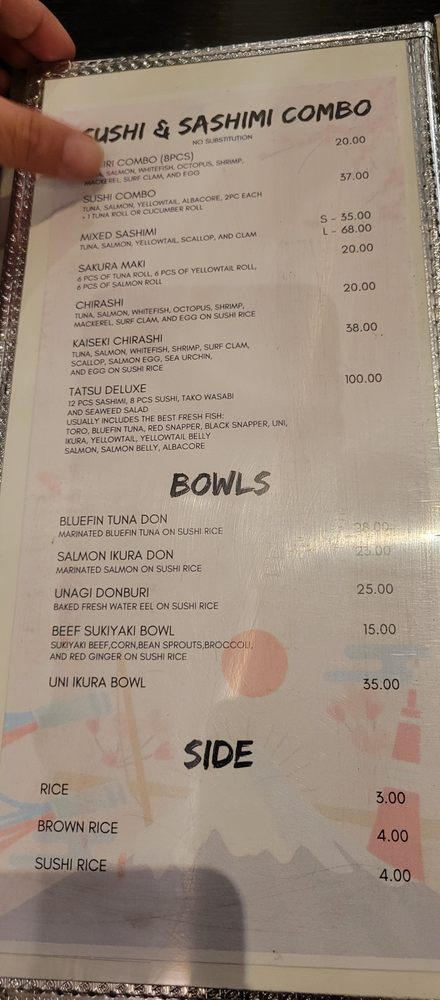 SUSHI & SASHIMI COMBO
NO SUBSTITUTION
COMBO (8PCS) 20.00
SALMON, WHITEFISH, OCTOPUS, SHRIMP,
MACKEREL, SURF CLAM, AND EGG
SUSHI COMBO 37.00
TUNA, SALMON, YELLOWTAIL, ALBACORE, 2PC EACH
+ 1 TUNA ROLL OR CUCUMBER ROLL
MIXED SASHIMI S - 35.00
TUNA, SALMON, YELLOWTAIL, SCALLOP, AND CLAM L - 68.00
SAKURA MAKI 20.00
6 PCS OF TUNA ROLL, 6 PCS OF YELLOWTAIL ROLL,
6 PCS OF SALMON ROLL
CHIRASHI 20.00
TUNA, SALMON, WHITEFISH, OCTOPUS, SHRIMP,
MACKEREL, SURF CLAM, AND EGG ON SUSHI RICE
KAISEKI CHIRASHI 38.00
TUNA, SALMON, WHITEFISH, SHRIMP, SURF CLAM,
SCALLOP, SALMON EGG, SEA URCHIN,
AND EGG ON SUSHI RICE
TATSU DELUXE 100.00
12 PCS SASHIMI, 8 PCS SUSHI, TAKO WASABI
AND SEAWEED SALAD
USUALLY INCLUDES THE BEST FRESH FISH:
TORO, BLUEFIN TUNA, RED SNAPPER, BLACK SNAPPER, UNI,
IKURA, YELLOWTAIL, YELLOWTAIL BELLY
SALMON, SALMON BELLY, ALBACORE
BOWLS
BLUEFIN TUNA DON 28.00
MARINATED BLUEFIN TUNA ON SUSHI RICE
SALMON IKURA DON 25.00
MARINATED SALMON ON SUSHI RICE
UNAGI DONBURI 25.00
BAKED FRESH WATER EEL ON SUSHI RICE
BEEF SUKIYAKI BOWL 15.00
SUKIYAKI BEEF,CORN,BEAN SPROUTS,BROCCOLI,
AND RED GINGER ON SUSHI RICE
UNI IKURA BOWL 35.00
SIDE
RICE 3.00
BROWN RICE 4.00
SUSHI RICE 4.00